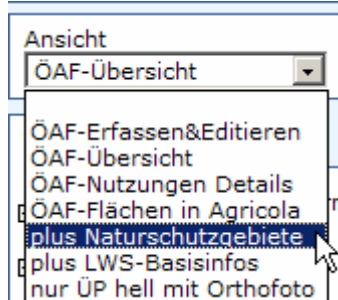 Ansicht
ÖAF-Übersicht
ÖAF-Erfassen&Editieren
ÖAF-Übersicht
ÖAF-Nutzungen Details
ÖAF-Flächen in Agricola
plus Naturschutzgebiete
plus LWS-Basisinfos
nur ÜP hell mit Orthofoto